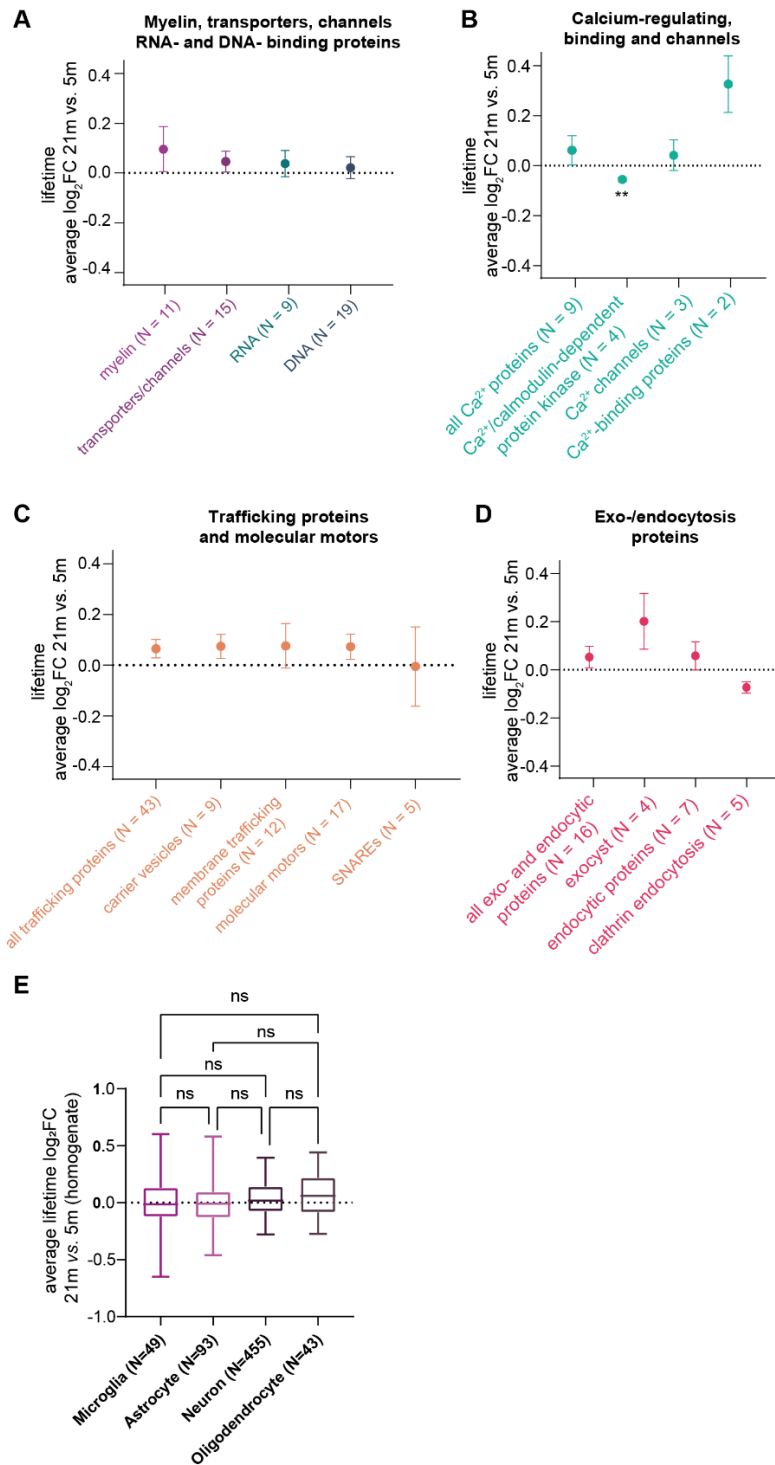 A
Myelin, transporters, channels
RNA- and DNA- binding proteins
lifetime
average log₂FC 21m vs. 5m
0.4
0.2
0.0
-0.2
-0.4
myelin (N = 11)
transporters/channels (N = 15)
RNA (N = 9)
DNA (N = 19)
B
Calcium-regulating,
binding and channels
lifetime
average log₂FC 21m vs. 5m
0.4
0.2
0.0
-0.2
-0.4
**
all Ca²⁺ proteins (N = 9)
Ca²⁺/calmodulin-dependent
protein kinase (N = 4)
Ca²⁺ channels (N = 3)
Ca²⁺-binding proteins (N = 2)
C
Trafficking proteins
and molecular motors
lifetime
average log₂FC 21m vs. 5m
0.4
0.2
0.0
-0.2
-0.4
all trafficking proteins (N = 43)
carrier vesicles (N = 9)
membrane trafficking
proteins (N = 12)
molecular motors (N = 17)
SNAREs (N = 5)
D
Exo-/endocytosis
proteins
lifetime
average log₂FC 21m vs. 5m
0.4
0.2
0.0
-0.2
-0.4
all exo- and endocytic
proteins (N = 16)
exocyst (N = 4)
endocytic proteins (N = 7)
clathrin endocytosis (N = 5)
E
ns
ns
ns
ns
ns
ns
average lifetime log₂FC
21m vs. 5m (homogenate)
1.0
0.5
0.0
-0.5
-1.0
Microglia (N=49)
Astrocyte (N=93)
Neuron (N=455)
Oligodendrocyte (N=43)